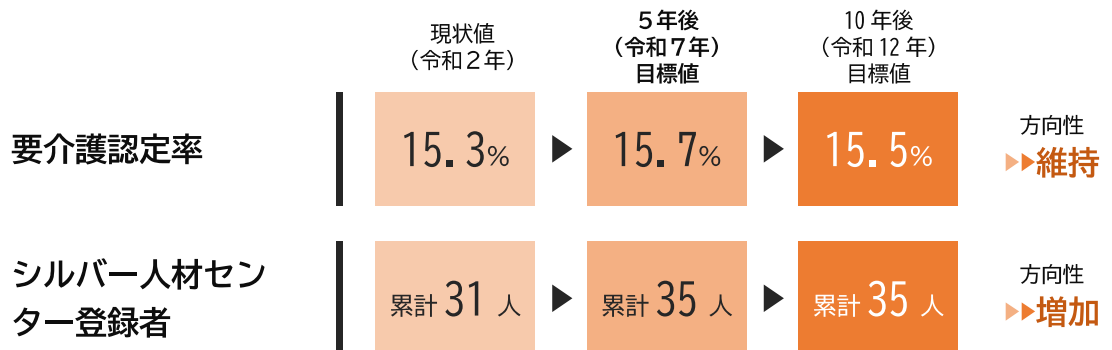 現状値
（令和２年）
５年後
（令和７年）
目標値
10 年後
（令和 12 年）
目標値
要介護認定率
15.3%
15.7%
15.5%
方向性
維持
シルバー人材セン
ター登録者
累計 31 人
累計 35 人
累計 35 人
方向性
増加